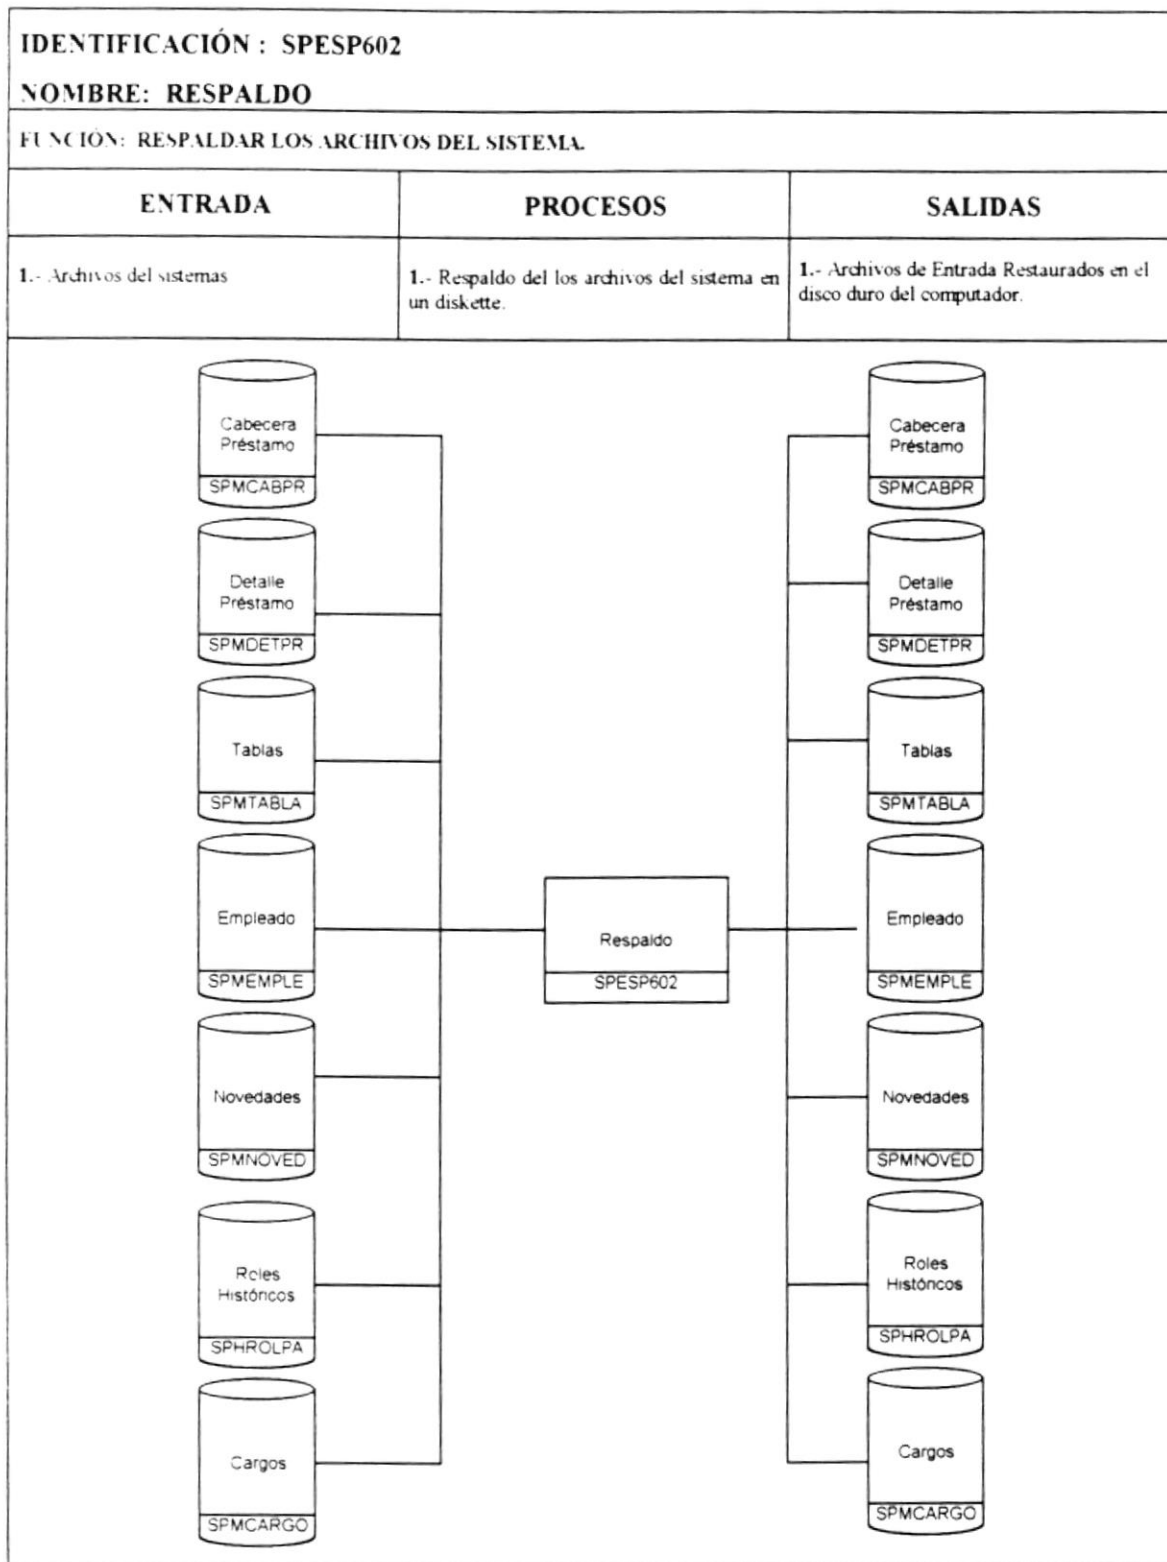 IDENTIFICACIÓN : SPESP602
NOMBRE: RESPALDO
FUNCIÓN: RESPALDAR LOS ARCHIVOS DEL SISTEMA.
ENTRADA
PROCESOS
SALIDAS
1.- Archivos del sistemas
1.- Respaldo del los archivos del sistema en
un diskette.
1.- Archivos de Entrada Restaurados en el
disco duro del computador.
Cabecera
Préstamo
SPMCABPR
Detalle
Préstamo
SPMDETPR
Tablas
SPMTABLA
Empleado
SPMEMPLE
Novedades
SPMNOVED
Roles
Históricos
SPHROLPA
Cargos
SPMCARGO
Respaldo
SPESP602
Cabecera
Préstamo
SPMCABPR
Detalle
Préstamo
SPMDETPR
Tablas
SPMTABLA
Empleado
SPMEMPLE
Novedades
SPMNOVED
Roles
Históricos
SPHROLPA
Cargos
SPMCARGO